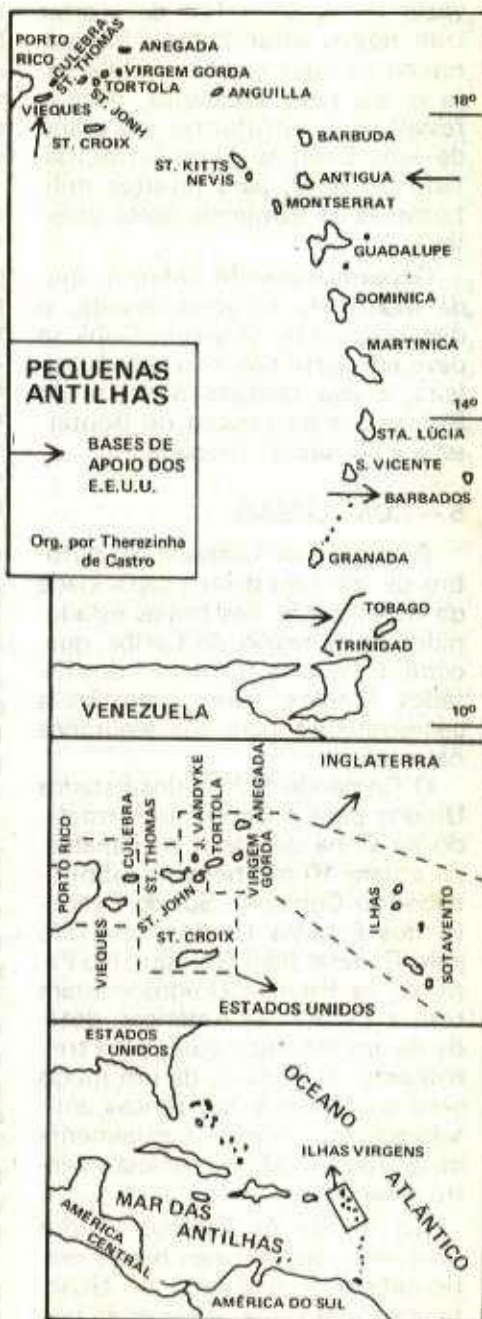 PORTO
RICO
CULEBRA
ST. THOMAS
ANEGADA
VIRGEM GORDA
TORTOLA
ST. JONH
VIEQUES
ST. CROIX
ANGUILLA
18º
BARBUDA
ST. KITTS
NEVIS
ANTIGUA
MONTSERRAT
GUADALUPE
DOMINICA
MARTINICA
PEQUENAS
ANTILHAS
BASES DE
APOIO DOS
E.E.U.U.
Org. por Therezinha
de Castro
14º
STA. LÚCIA
S. VICENTE
BARBADOS
GRANADA
TOBAGO
TRINIDAD
VENEZUELA
10º
PORTO RICO
CULEBRA
VIEQUES
ST. THOMAS
ST. JOHN
J. VANDYKE
TORTOLA
VIRGEM
GORDA
ANEGADA
INGLATERRA
ST. CROIX
ILHAS
SOTAVENTO
ESTADOS UNIDOS
ESTADOS
UNIDOS
OCEANO
ATLÂNTICO
ILHAS VIRGENS
MAR DAS
ANTILHAS
AMÉRICA
CENTRAL
AMÉRICA DO SUL